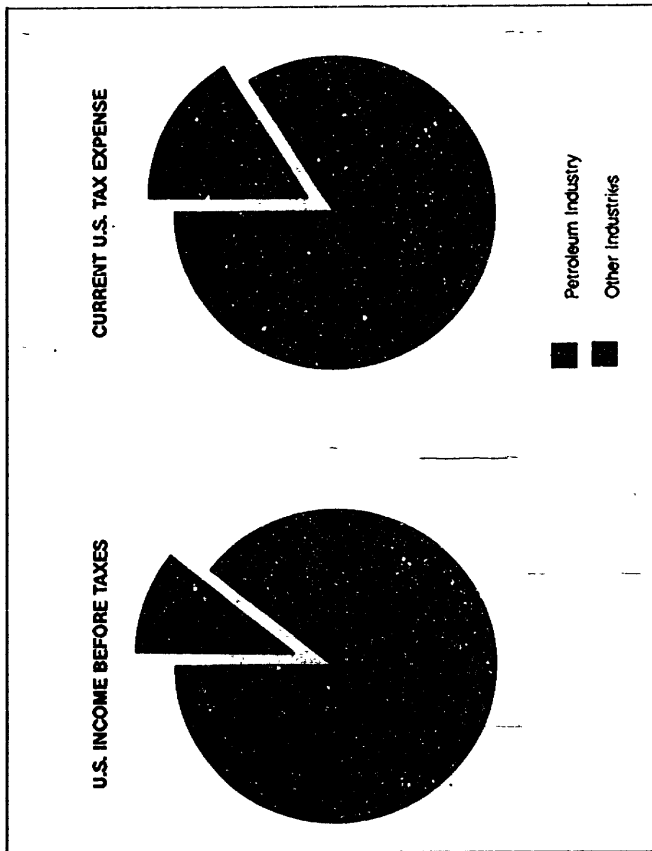 U.S. INCOME BEFORE TAXES
CURRENT U.S. TAX EXPENSE
Petroleum Industry
Other Industries